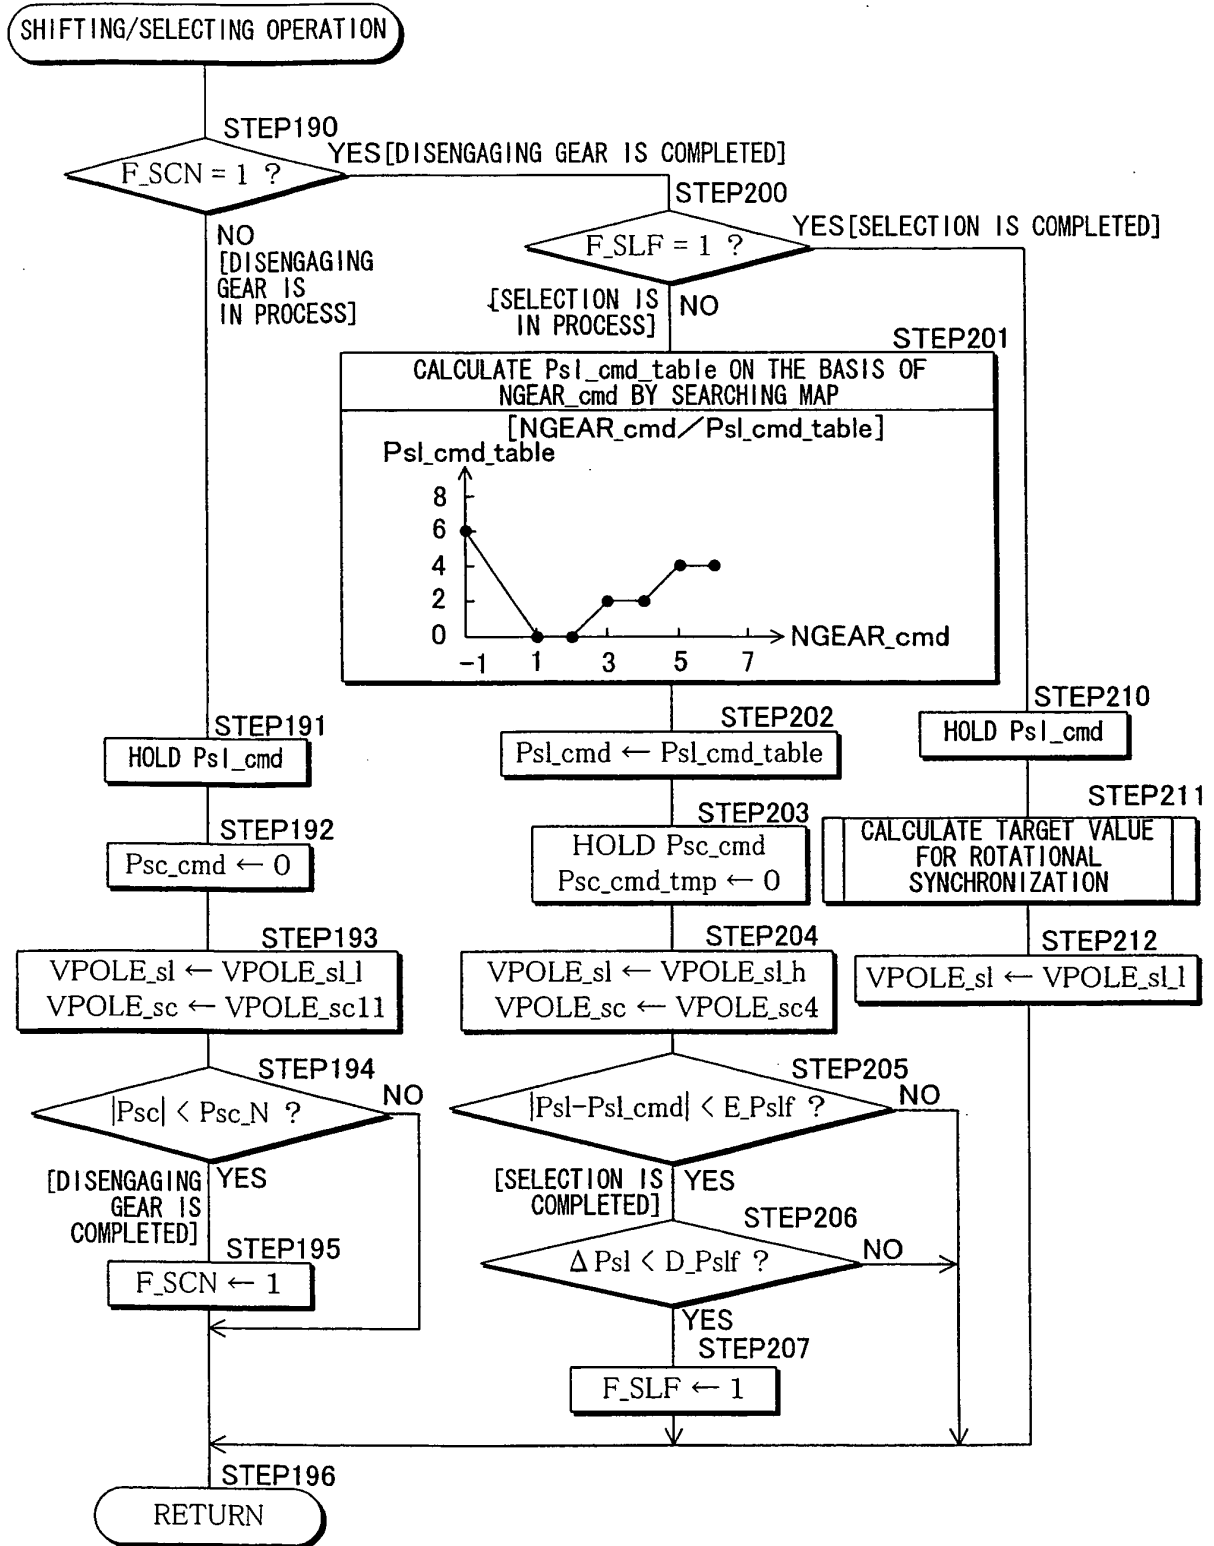 SHIFTING/SELECTING OPERATION
STEP190
F_SCN = 1 ?
YES[DISENGAGING GEAR IS COMPLETED]
NO
[DISENGAGING
GEAR IS
IN PROCESS]
STEP200
F_SLF = 1 ?
YES[SELECTION IS COMPLETED]
[SELECTION IS
IN PROCESS]
NO
STEP201
CALCULATE Psl_cmd_table ON THE BASIS OF
NGEAR_cmd BY SEARCHING MAP
[NGEAR_cmd/Psl_cmd_table]
Psl_cmd_table
8
6
4
2
0
NGEAR_cmd
-1 1 3 5 7
STEP191
HOLD Psl_cmd
STEP192
Psc_cmd ← 0
STEP193
VPOLE_sl ← VPOLE_sl_l
VPOLE_sc ← VPOLE_sc11
STEP194
|Psc| < Psc_N ?
NO
[DISENGAGING
GEAR IS
COMPLETED]
YES
STEP195
F_SCN ← 1
STEP202
Psl_cmd ← Psl_cmd_table
STEP203
HOLD Psc_cmd
Psc_cmd_tmp ← 0
STEP204
VPOLE_sl ← VPOLE_sl_h
VPOLE_sc ← VPOLE_sc4
STEP205
|Psl-Psl_cmd| < E_Pslf ?
NO
[SELECTION IS
COMPLETED]
YES
STEP206
Δ Psl < D_Pslf ?
NO
YES
STEP207
F_SLF ← 1
STEP210
HOLD Psl_cmd
STEP211
CALCULATE TARGET VALUE
FOR ROTATIONAL
SYNCHRONIZATION
STEP212
VPOLE_sl ← VPOLE_sl_l
STEP196
RETURN